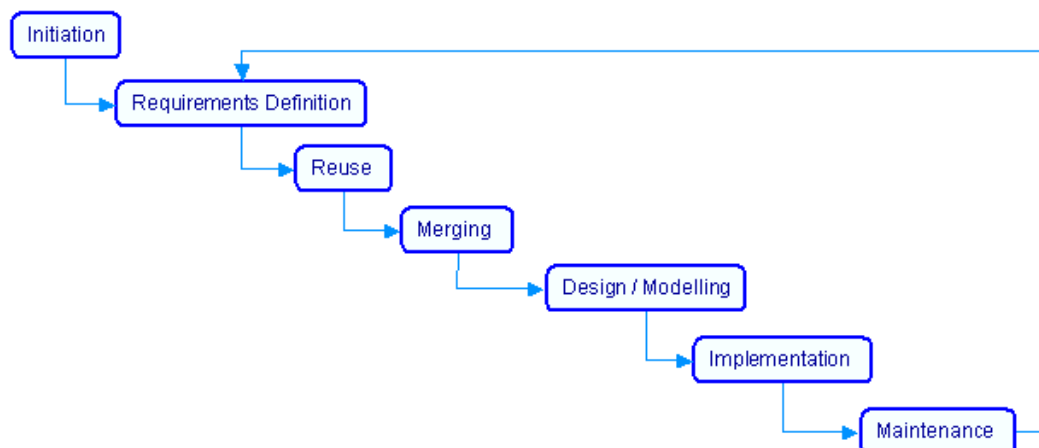 Initiation
Requirements Definition
Reuse
Merging
Design / Modelling
Implementation
Maintenance